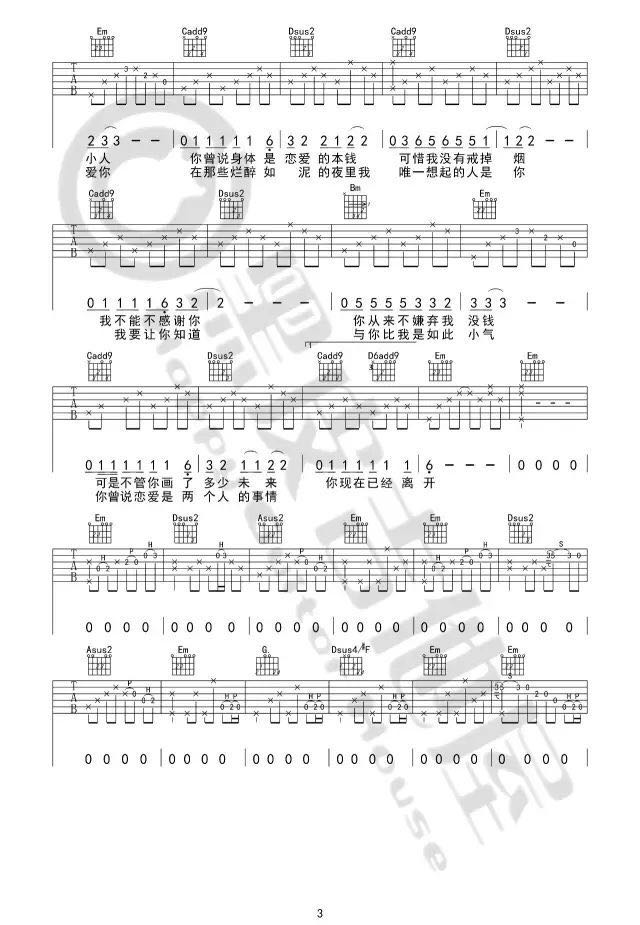 Em Cadd9 Dsus2 Cadd9 Dsus2
2 3 3 - - 0 1 1 1 1 1 6 3 2 2 1 2 2 0 3 6 5 6 5 5 1 1 2 2 - -
小人 你曾说身体 是 恋爱 的本钱 可惜我没有戒掉 烟
爱你 在那些烂醉 如 泥 的夜里我 唯一想起的人是 你
Cadd9 Dsus2 Bm Em
0 1 1 1 1 6 3 2 2 - - - 0 5 5 5 5 5 3 3 2 3 3 3 - -
我不能不感谢你 你从来不嫌弃我 没钱
我要让你知道 与你比我是如此 小气
Cadd9 Dsus2 Cadd9 D6add9 Em Em
0 1 1 1 1 1 1 6 3 2 1 1 2 2 0 1 1 1 1 1 1 6 - - - 0 0 0 0
可是不管你画 了 多少 未 来 你现在已经 离 开
你曾说恋爱是 两 个人 的事情
Em Dsus2 Asus2 Em Em Dsus2
0 0 0 0 0 0 0 0 0 0 0 0 0 0 0 0 0 0 0 0 0 0 0 0
Asus2 Em G Dsus4/#F Em Em
0 0 0 0 0 0 0 0 0 0 0 0 0 0 0 0 0 0 0 0 0 0 0 0
3